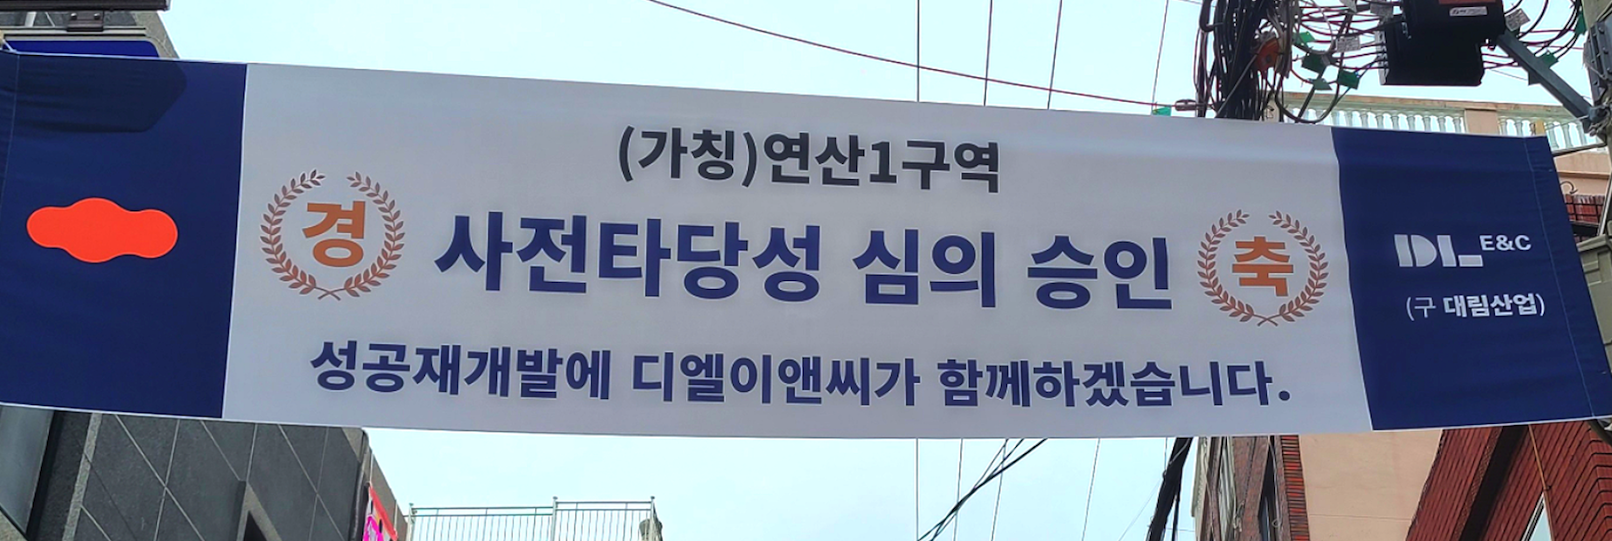 (가칭)연산1구역
경 사전타당성 심의 승인 축
성공재개발에 디엘이앤씨가 함께하겠습니다.
DL E&C
(구 대림산업)